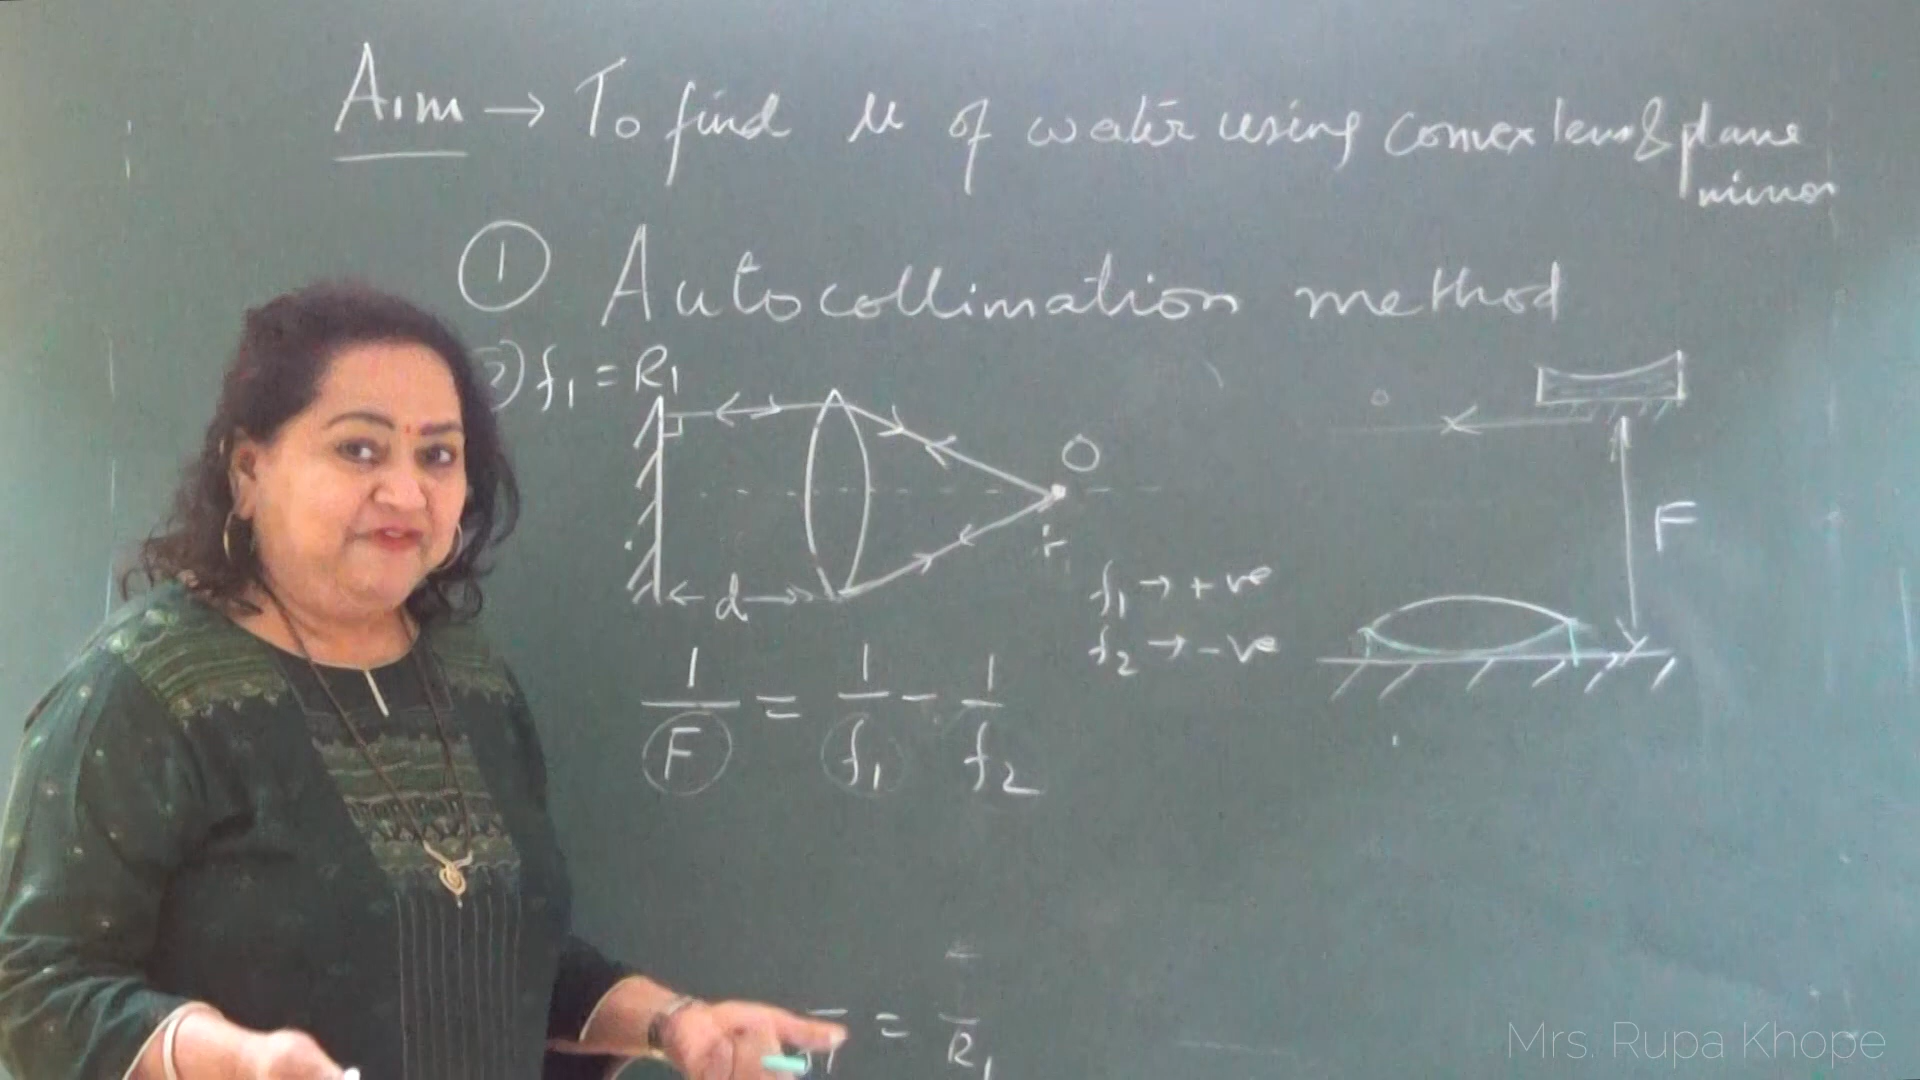 Aim → To find μ of water using convex lens & plane
mirror
① Autocollimation method
② f₁ = R₁
O
F
d
f₁ → +ve
f₂ → -ve
1/F = 1/f₁ - 1/f₂
= R₁
Mrs. Rupa Khope